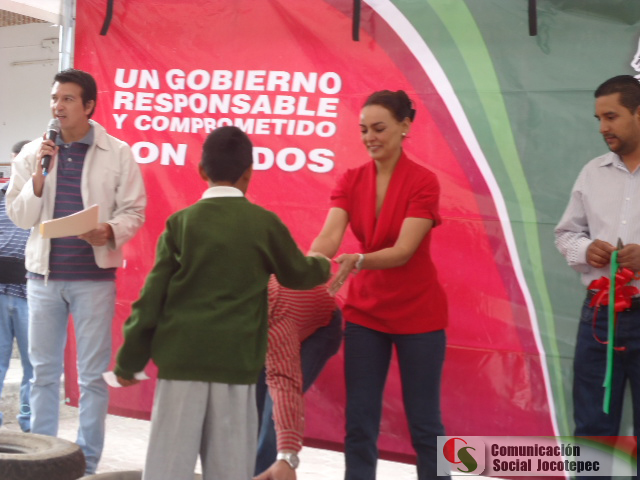 UN GOBIERNO
RESPONSABLE
Y COMPROMETIDO
ON DOS
Comunicación
Social Jocotepec